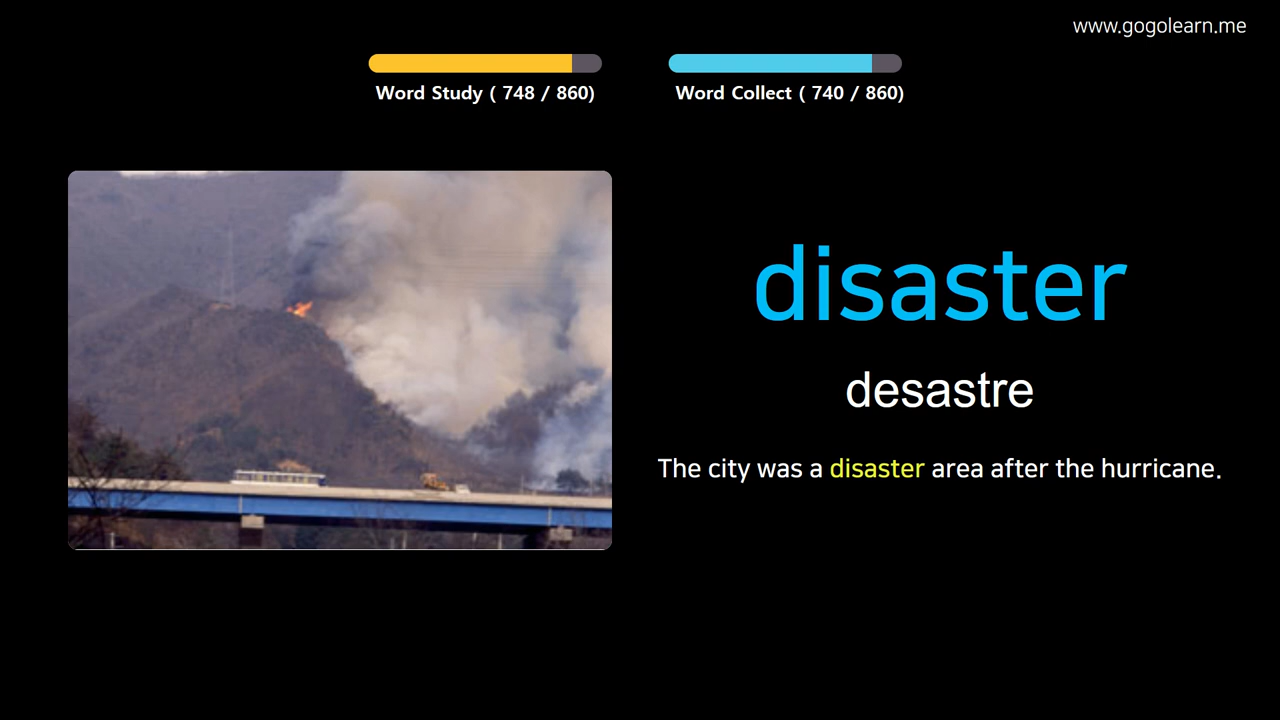 www.gogolearn.me
Word Study ( 748 / 860)
Word Collect ( 740 / 860)
disaster
desastre
The city was a disaster area after the hurricane.